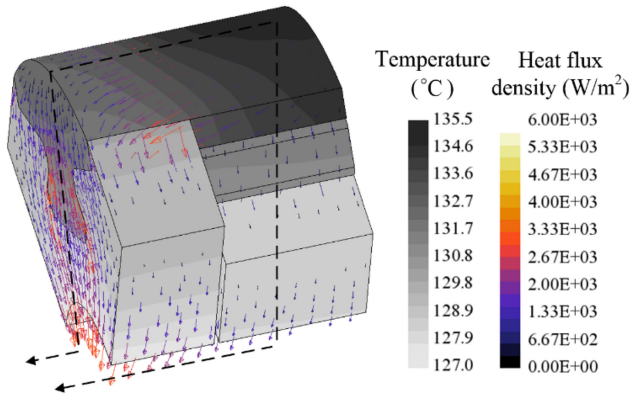 Temperature
(°C)
135.5
134.6
133.6
132.7
131.7
130.8
129.8
128.9
127.9
127.0
Heat flux
density (W/m²)
6.00E+03
5.33E+03
4.67E+03
4.00E+03
3.33E+03
2.67E+03
2.00E+03
1.33E+03
6.67E+02
0.00E+00